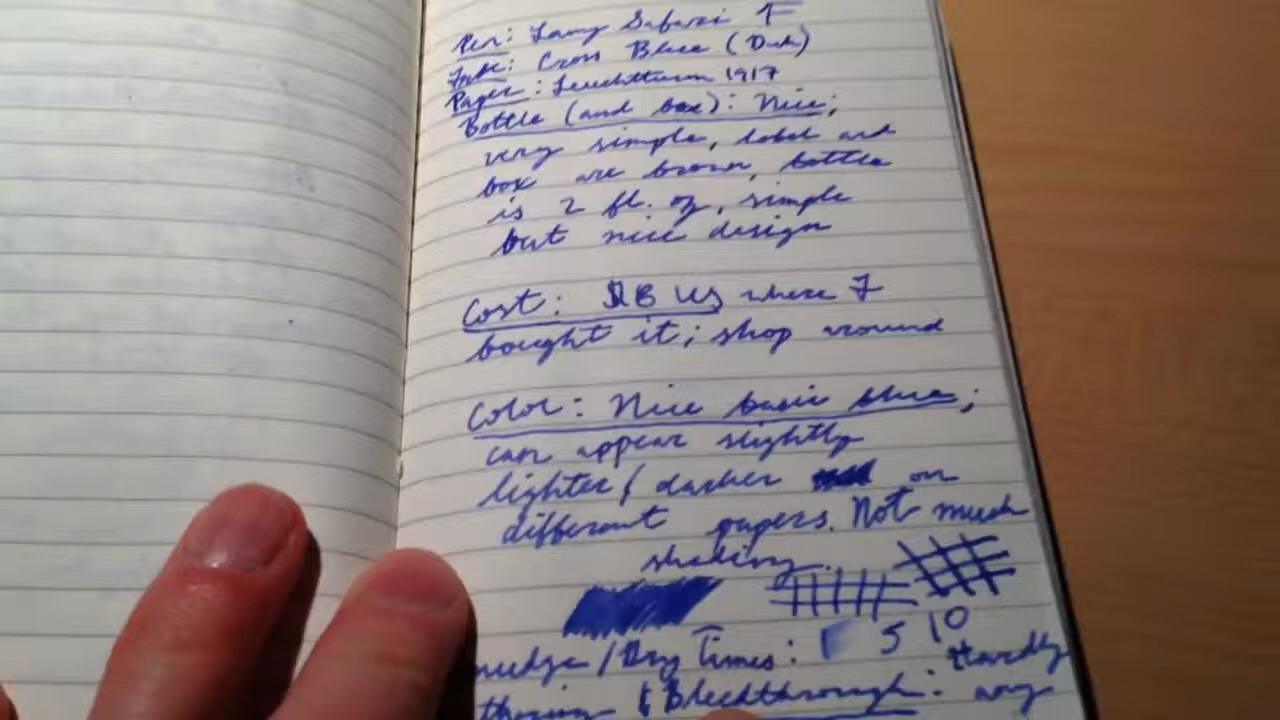 Pen: Lamy Safari F
Ink: Cross Blue (Dark)
Paper: Leuchtturm 1917
Bottle (and box): Nice;
very simple, label and
box are brown, bottle
is 2 fl. oz, simple
but nice design
Cost: US where I
bought it; shop around
Color: Nice basic blue;
can appear slightly
lighter/darker on
different papers. Not much
shading.
/Dry Times: 5 10
& Bleedthrough: Hardly
any